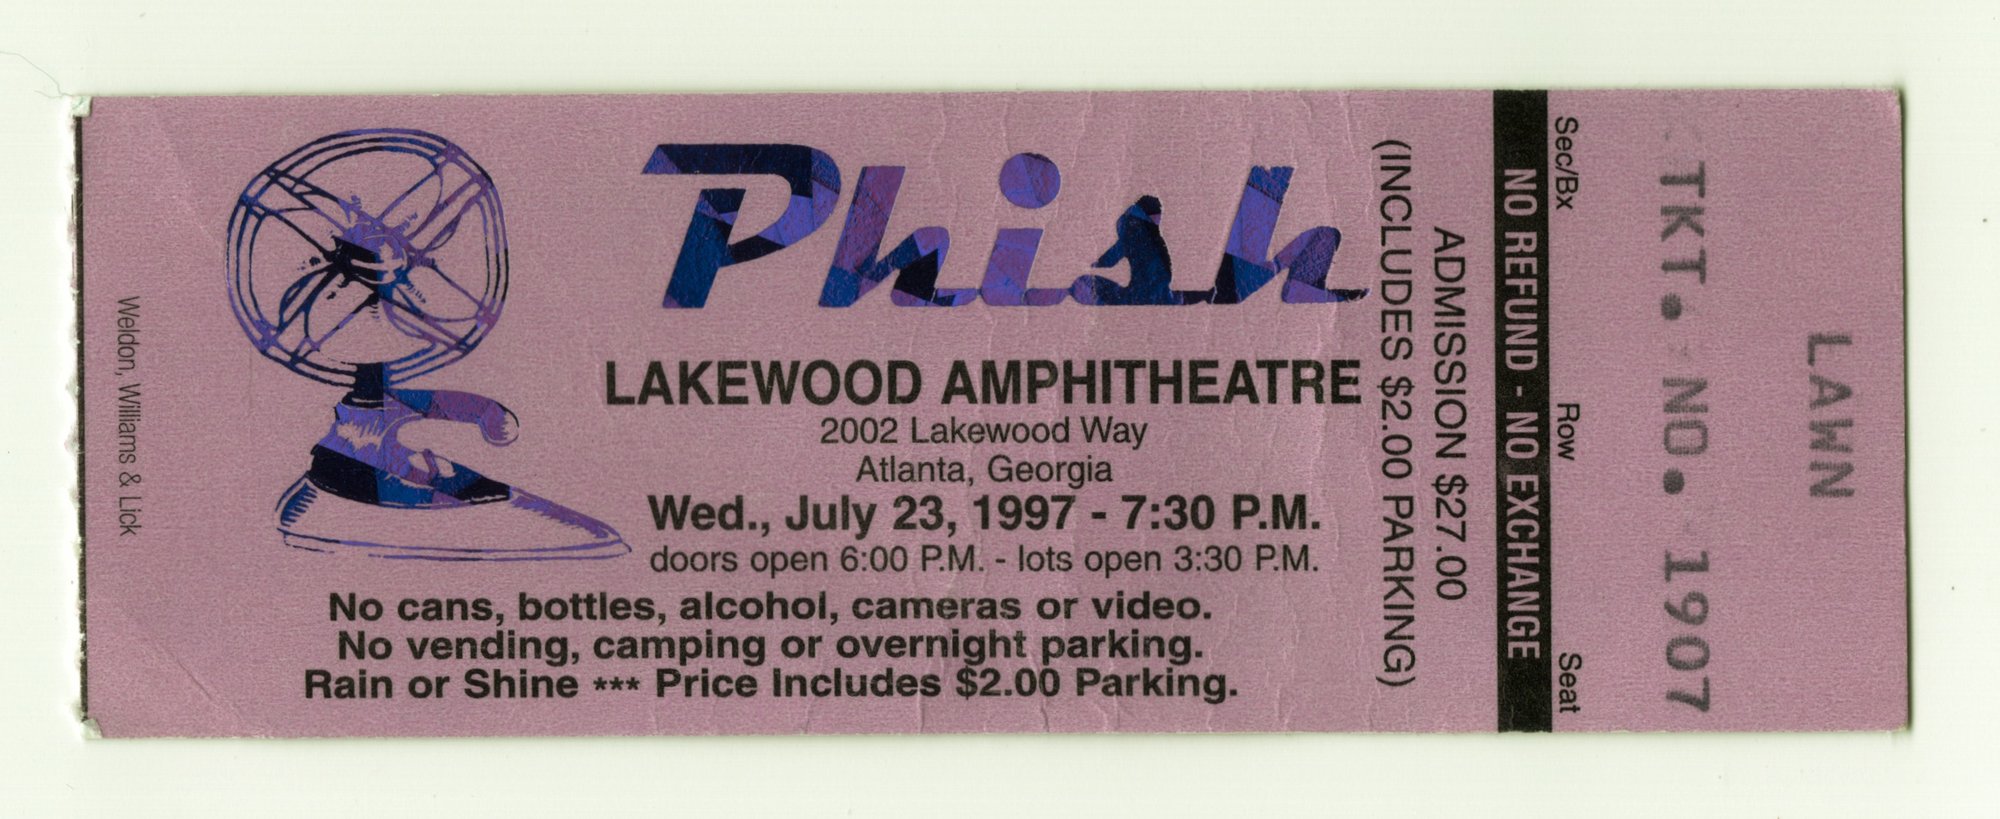 Weldon, Williams & Lick
Phish
LAKEWOOD AMPHITHEATRE
2002 Lakewood Way
Atlanta, Georgia
Wed., July 23, 1997 - 7:30 P.M.
doors open 6:00 P.M. - lots open 3:30 P.M.
No cans, bottles, alcohol, cameras or video.
No vending, camping or overnight parking.
Rain or Shine *** Price Includes $2.00 Parking.
ADMISSION $27.00
(INCLUDES $2.00 PARKING)
NO REFUND - NO EXCHANGE
Sec/Bx Row Seat
TKT. NO. 1907
LAWN